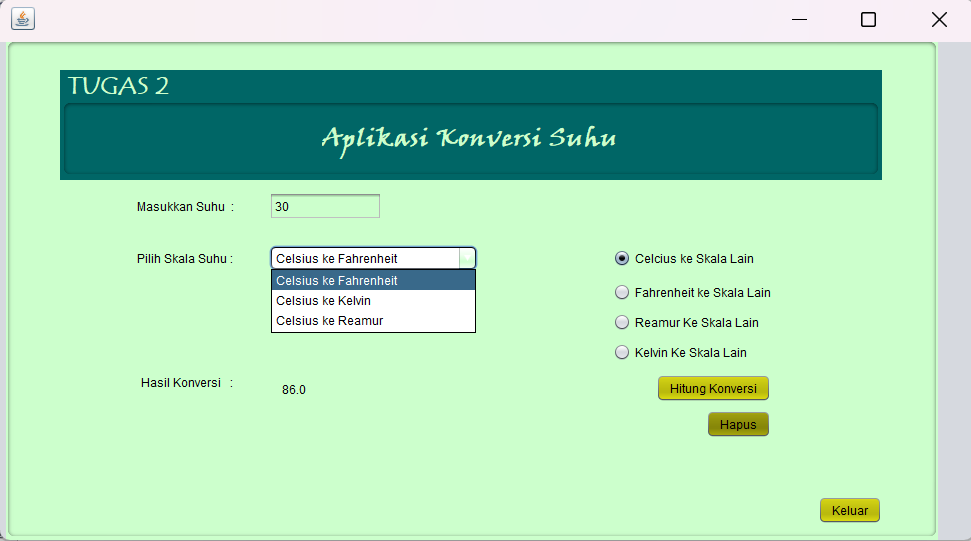 TUGAS 2
Aplikasi Konversi Suhu
Masukkan Suhu :
30
Pilih Skala Suhu :
Celsius ke Fahrenheit
Celsius ke Fahrenheit
Celsius ke Kelvin
Celsius ke Reamur
Celcius ke Skala Lain
Fahrenheit ke Skala Lain
Reamur Ke Skala Lain
Kelvin Ke Skala Lain
Hasil Konversi :
86.0
Hitung Konversi
Hapus
Keluar